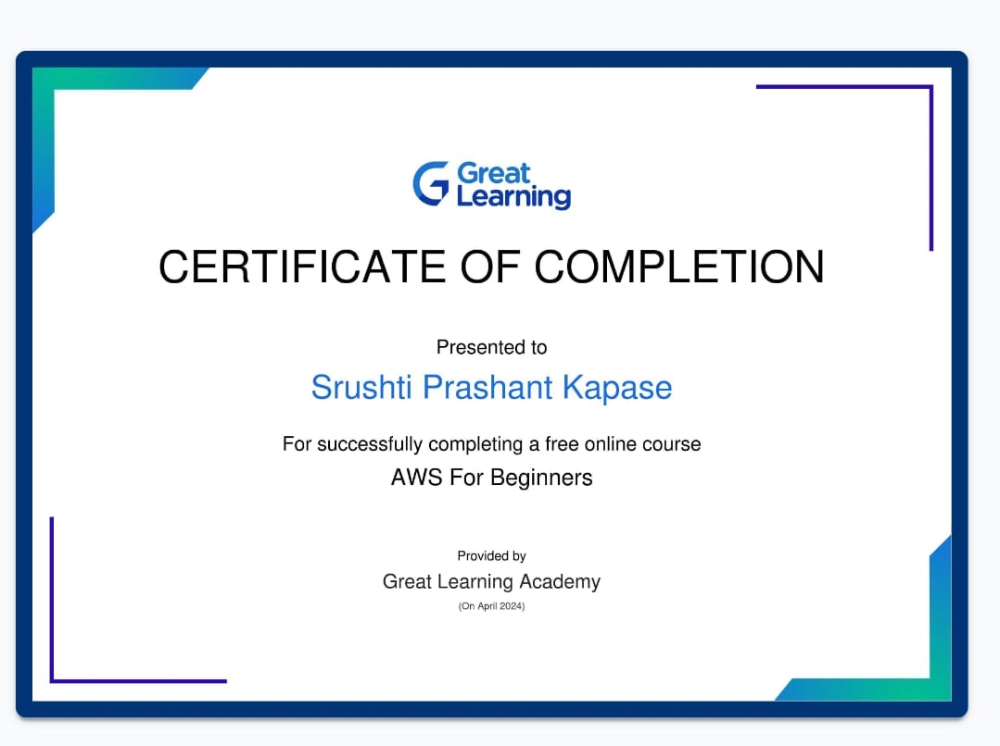 Great
Learning
CERTIFICATE OF COMPLETION
Presented to
Srushti Prashant Kapase
For successfully completing a free online course
AWS For Beginners
Provided by
Great Learning Academy
(On April 2024)